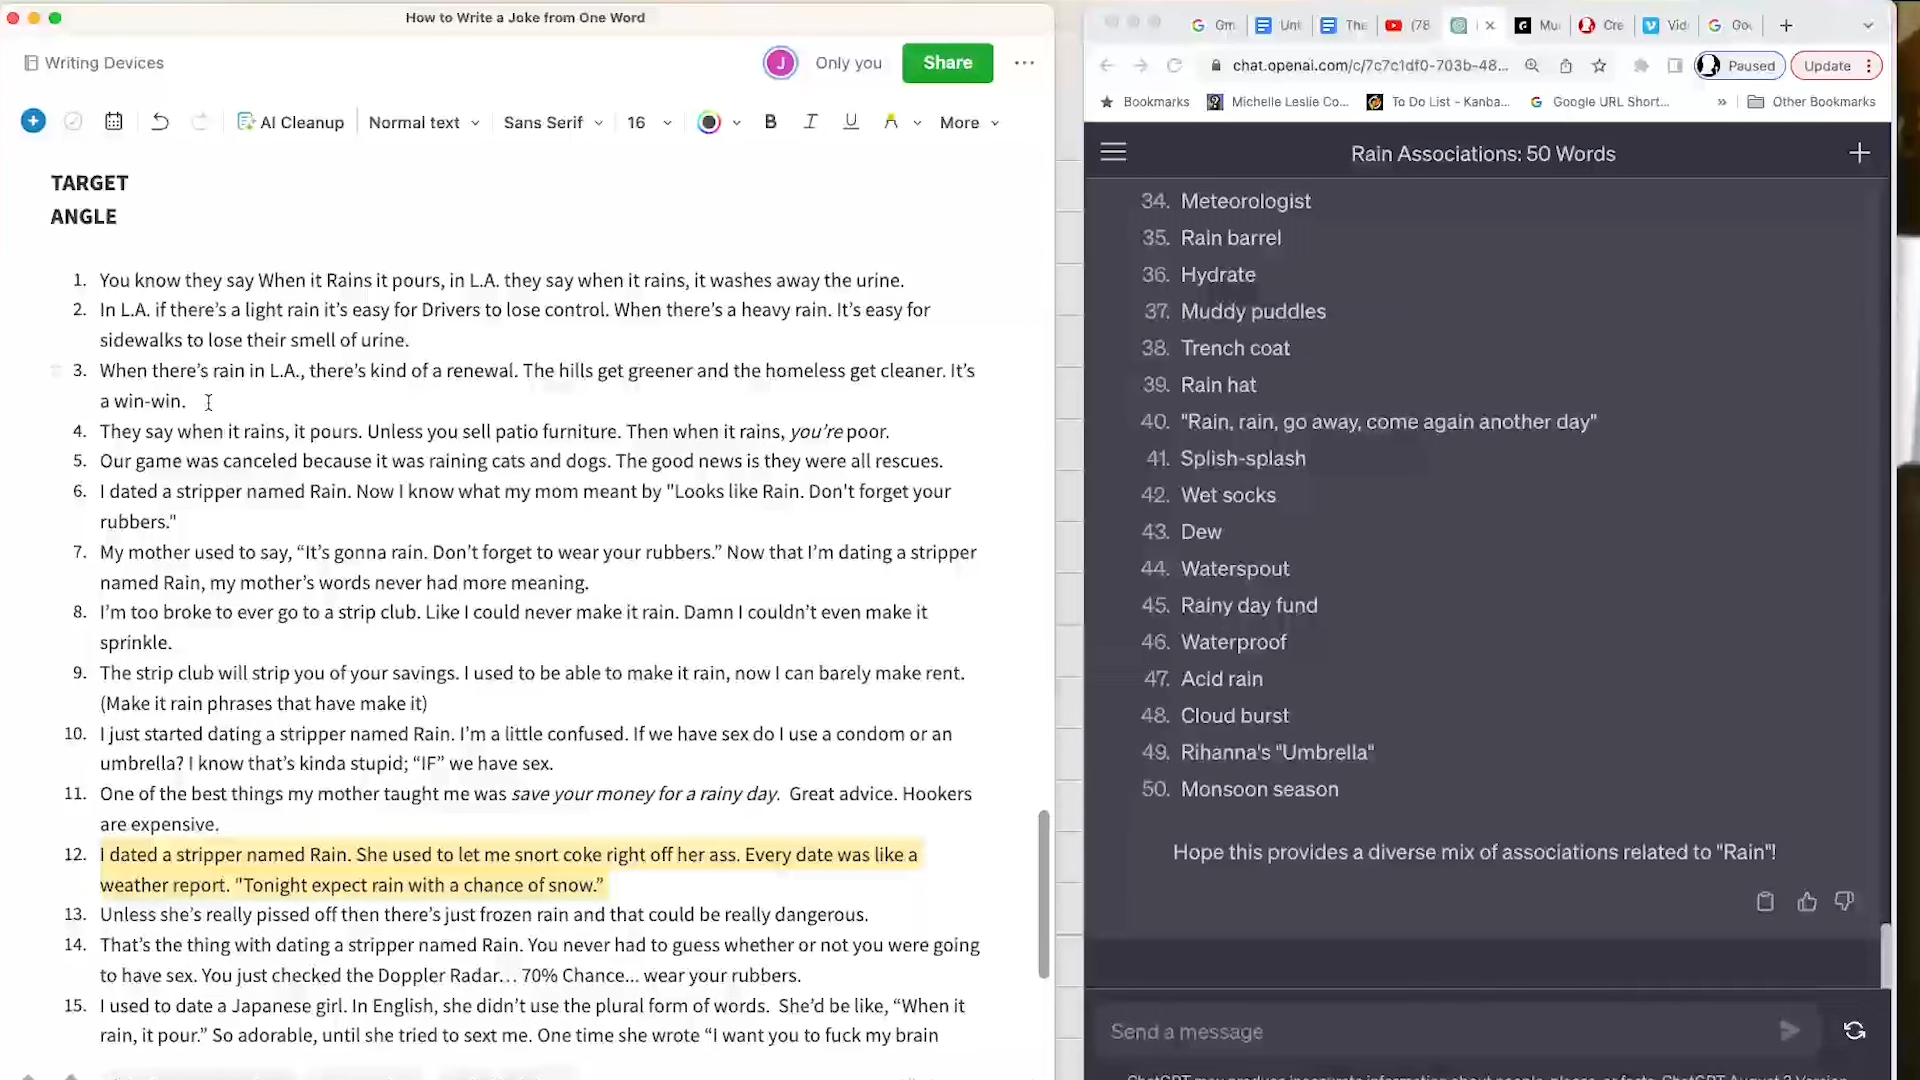 How to Write a Joke from One Word
Writing Devices
J
Only you
Share
AI Cleanup
Normal text
Sans Serif
16
B
I
U
A
More
TARGET
ANGLE
1. You know they say When it Rains it pours, in L.A. they say when it rains, it washes away the urine.
2. In L.A. if there’s a light rain it’s easy for Drivers to lose control. When there’s a heavy rain. It’s easy for
sidewalks to lose their smell of urine.
3. When there’s rain in L.A., there’s kind of a renewal. The hills get greener and the homeless get cleaner. It’s
a win-win.
4. They say when it rains, it pours. Unless you sell patio furniture. Then when it rains, you’re poor.
5. Our game was canceled because it was raining cats and dogs. The good news is they were all rescues.
6. I dated a stripper named Rain. Now I know what my mom meant by "Looks like Rain. Don't forget your
rubbers."
7. My mother used to say, “It’s gonna rain. Don’t forget to wear your rubbers.” Now that I’m dating a stripper
named Rain, my mother’s words never had more meaning.
8. I’m too broke to ever go to a strip club. Like I could never make it rain. Damn I couldn’t even make it
sprinkle.
9. The strip club will strip you of your savings. I used to be able to make it rain, now I can barely make rent.
(Make it rain phrases that have make it)
10. I just started dating a stripper named Rain. I’m a little confused. If we have sex do I use a condom or an
umbrella? I know that’s kinda stupid; “IF” we have sex.
11. One of the best things my mother taught me was save your money for a rainy day. Great advice. Hookers
are expensive.
12. I dated a stripper named Rain. She used to let me snort coke right off her ass. Every date was like a
weather report. "Tonight expect rain with a chance of snow.”
13. Unless she’s really pissed off then there’s just frozen rain and that could be really dangerous.
14. That’s the thing with dating a stripper named Rain. You never had to guess whether or not you were going
to have sex. You just checked the Doppler Radar… 70% Chance... wear your rubbers.
15. I used to date a Japanese girl. In English, she didn’t use the plural form of words. She’d be like, “When it
rain, it pour.” So adorable, until she tried to sext me. One time she wrote “I want you to fuck my brain
Gm
Unt
The
(78
Mu
Cre
Vid
Goo
chat.openai.com/c/7c7c1df0-703b-48...
Paused
Update
Bookmarks
Michelle Leslie Co...
To Do List - Kanba...
Google URL Short...
»
Other Bookmarks
Rain Associations: 50 Words
34. Meteorologist
35. Rain barrel
36. Hydrate
37. Muddy puddles
38. Trench coat
39. Rain hat
40. "Rain, rain, go away, come again another day"
41. Splish-splash
42. Wet socks
43. Dew
44. Waterspout
45. Rainy day fund
46. Waterproof
47. Acid rain
48. Cloud burst
49. Rihanna's "Umbrella"
50. Monsoon season
Hope this provides a diverse mix of associations related to "Rain"!
Send a message
ChatGPT may produce inaccurate information about people, places, or facts. ChatGPT August 3 Version